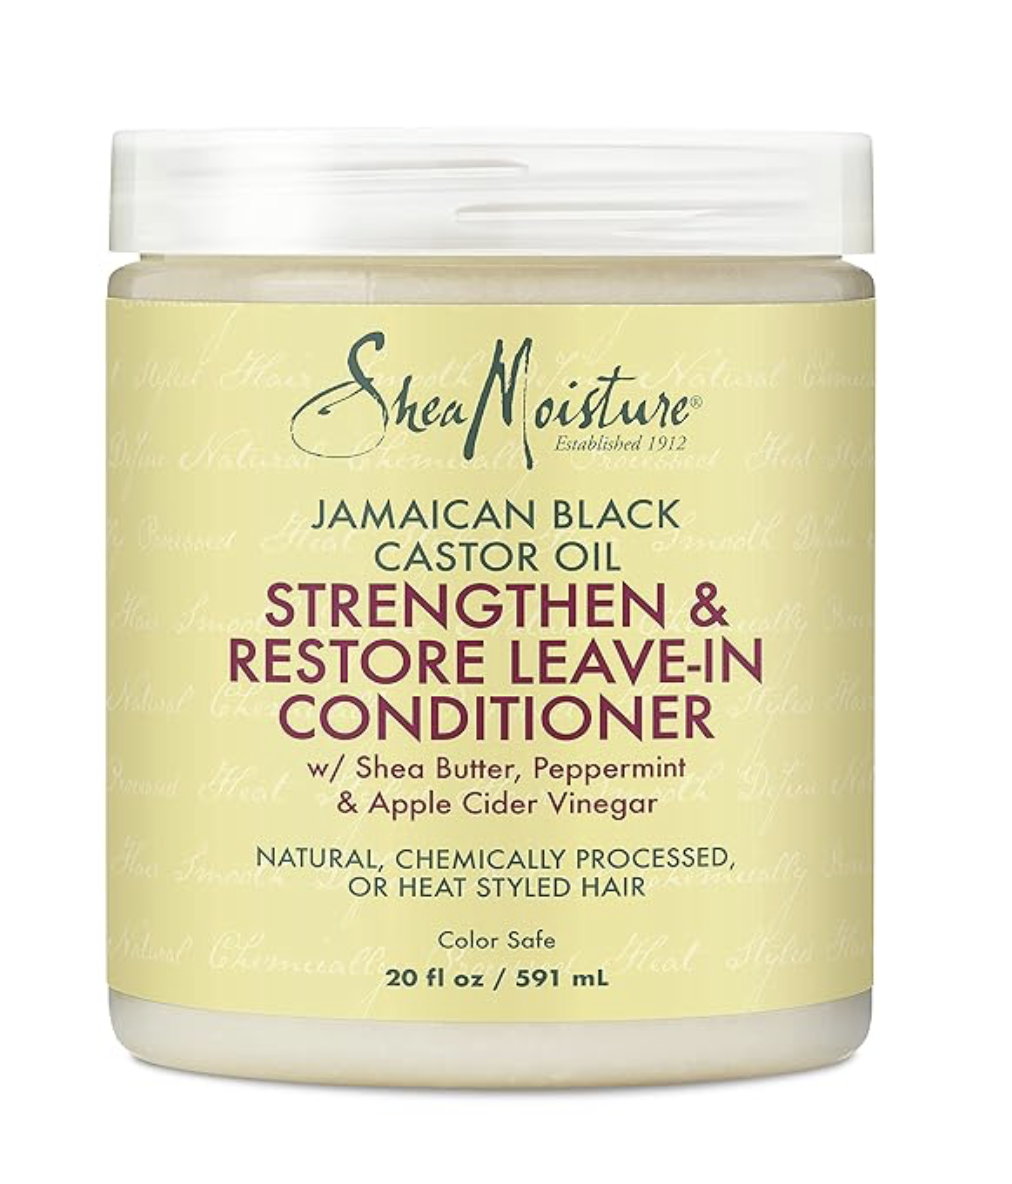 SheaMoisture®
Established 1912
JAMAICAN BLACK
CASTOR OIL
STRENGTHEN &
RESTORE LEAVE-IN
CONDITIONER
w/ Shea Butter, Peppermint
& Apple Cider Vinegar
NATURAL, CHEMICALLY PROCESSED,
OR HEAT STYLED HAIR
Color Safe
20 fl oz / 591 mL